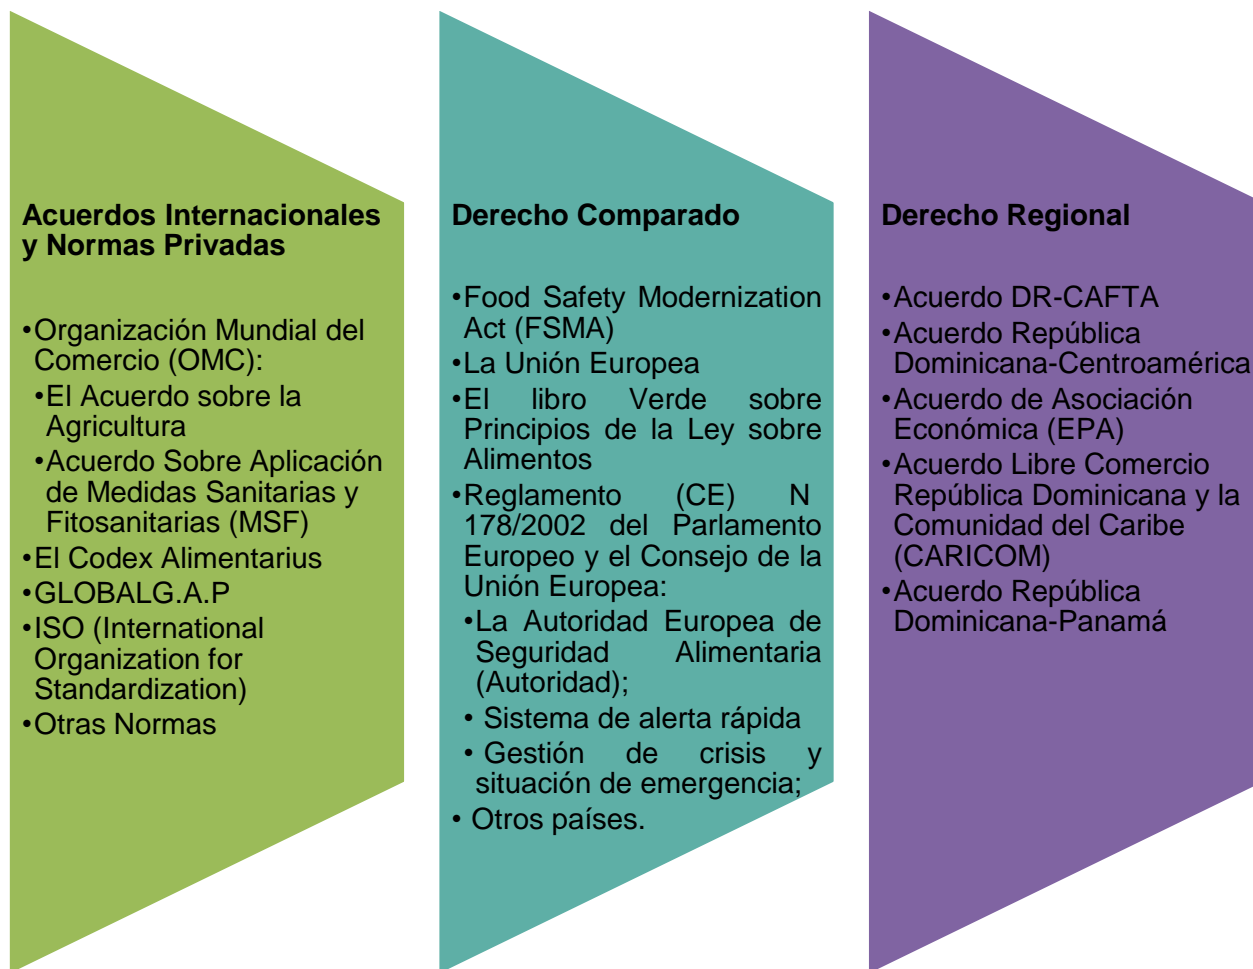 Acuerdos Internacionales
y Normas Privadas
•Organización Mundial del
Comercio (OMC):
•El Acuerdo sobre la
Agricultura
•Acuerdo Sobre Aplicación
de Medidas Sanitarias y
Fitosanitarias (MSF)
•El Codex Alimentarius
•GLOBALG.A.P
•ISO (International
Organization for
Standardization)
•Otras Normas
Derecho Comparado
•Food Safety Modernization
Act (FSMA)
•La Unión Europea
•El libro Verde sobre
Principios de la Ley sobre
Alimentos
•Reglamento (CE) N
178/2002 del Parlamento
Europeo y el Consejo de la
Unión Europea:
•La Autoridad Europea de
Seguridad Alimentaria
(Autoridad);
• Sistema de alerta rápida
• Gestión de crisis y
situación de emergencia;
• Otros países.
Derecho Regional
•Acuerdo DR-CAFTA
•Acuerdo República
Dominicana-Centroamérica
•Acuerdo de Asociación
Económica (EPA)
•Acuerdo Libre Comercio
República Dominicana y la
Comunidad del Caribe
(CARICOM)
•Acuerdo República
Dominicana-Panamá